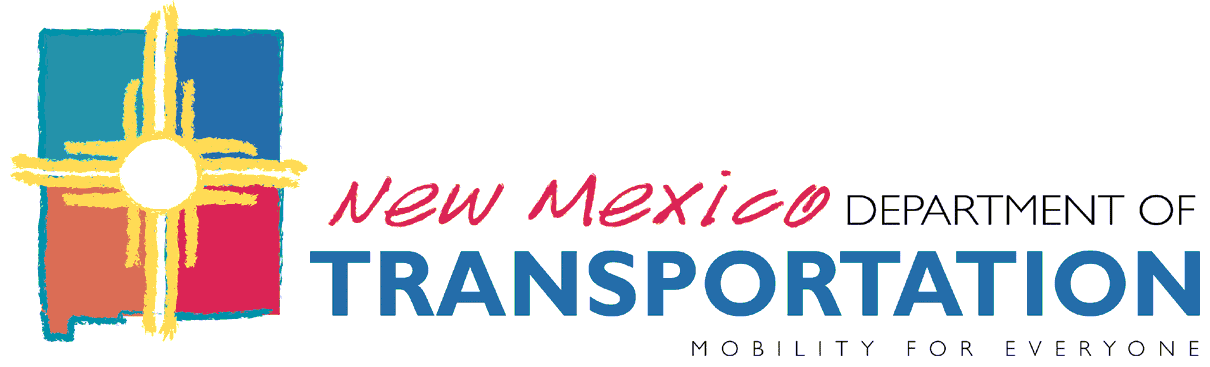 New Mexico DEPARTMENT OF
TRANSPORTATION
MOBILITY FOR EVERYONE